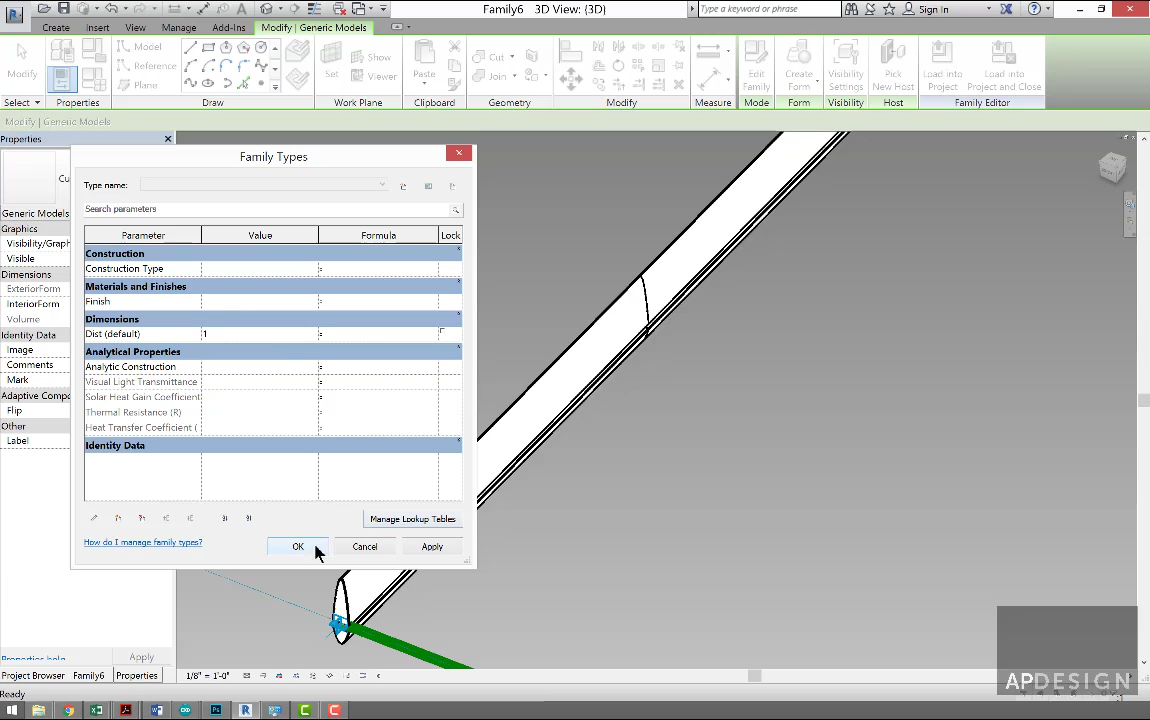 Family6    3D View: (3D)
Type a keyword or phrase
Sign In
Create Insert View Manage Add-Ins Modify | Generic Models
Modify
Model
Reference
Plane
Set
Show
Viewer
Paste
Cut
Join
Edit Family
Create Form
Visibility Settings
Pick New Host
Load into Project
Load into Project and Close
Select Properties Draw Work Plane Clipboard Geometry Modify Measure Mode Form Visibility Host Family Editor
Modify | Generic Models
Properties
Cu
Generic Models
Graphics
Visibility/Graph
Visible
Dimensions
ExteriorForm
InteriorForm
Volume
Identity Data
Image
Comments
Mark
Adaptive Compo
Flip
Other
Label
Properties help
Apply
Project Browser Family6 Properties
Family Types
Type name:
Search parameters
Parameter Value Formula Lock
Construction
Construction Type =
Materials and Finishes
Finish =
Dimensions
Dist (default) 1 =
Analytical Properties
Analytic Construction =
Visual Light Transmittance =
Solar Heat Gain Coefficient =
Thermal Resistance (R) =
Heat Transfer Coefficient ( =
Identity Data
Manage Lookup Tables
How do I manage family types?
OK Cancel Apply
1/8" = 1'-0"
Ready
APDESIGN